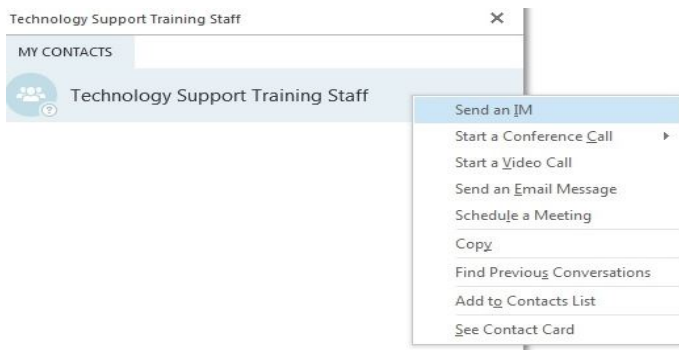 Technology Support Training Staff
MY CONTACTS
Technology Support Training Staff
?
Send an IM
Start a Conference Call
Start a Video Call
Send an Email Message
Schedule a Meeting
Copy
Find Previous Conversations
Add to Contacts List
See Contact Card